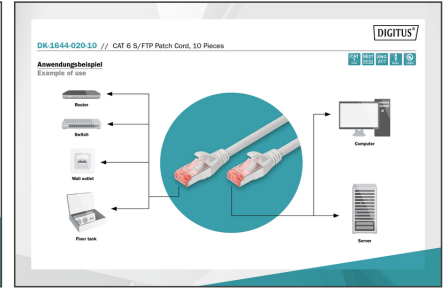 DIGITUS®
DK-1644-020-10 // CAT 6 S/FTP Patch Cord, 10 Pieces
Anwendungsbeispiel
Example of use
Router
Switch
Wall outlet
Floor tank
Computer
Server